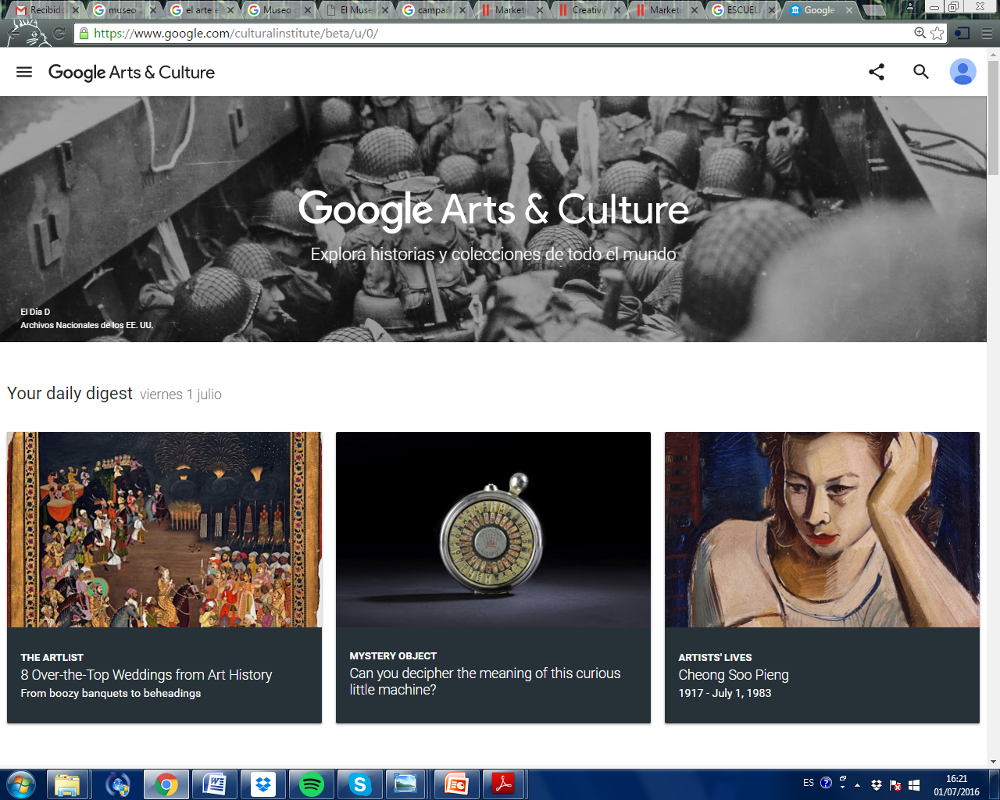 Recibido
museo
el arte e
Museo
El Muse
campañ
Marketi
Creativi
Marketi
ESCUEL
Google
https://www.google.com/culturalinstitute/beta/u/0/
Google Arts & Culture
Google Arts & Culture
Explora historias y colecciones de todo el mundo
El Día D
Archivos Nacionales de los EE. UU.
Your daily digest viernes 1 julio
THE ARTLIST
8 Over-the-Top Weddings from Art History
From boozy banquets to beheadings
MYSTERY OBJECT
Can you decipher the meaning of this curious
little machine?
ARTISTS' LIVES
Cheong Soo Pieng
1917 - July 1, 1983
ES
16:21
01/07/2016